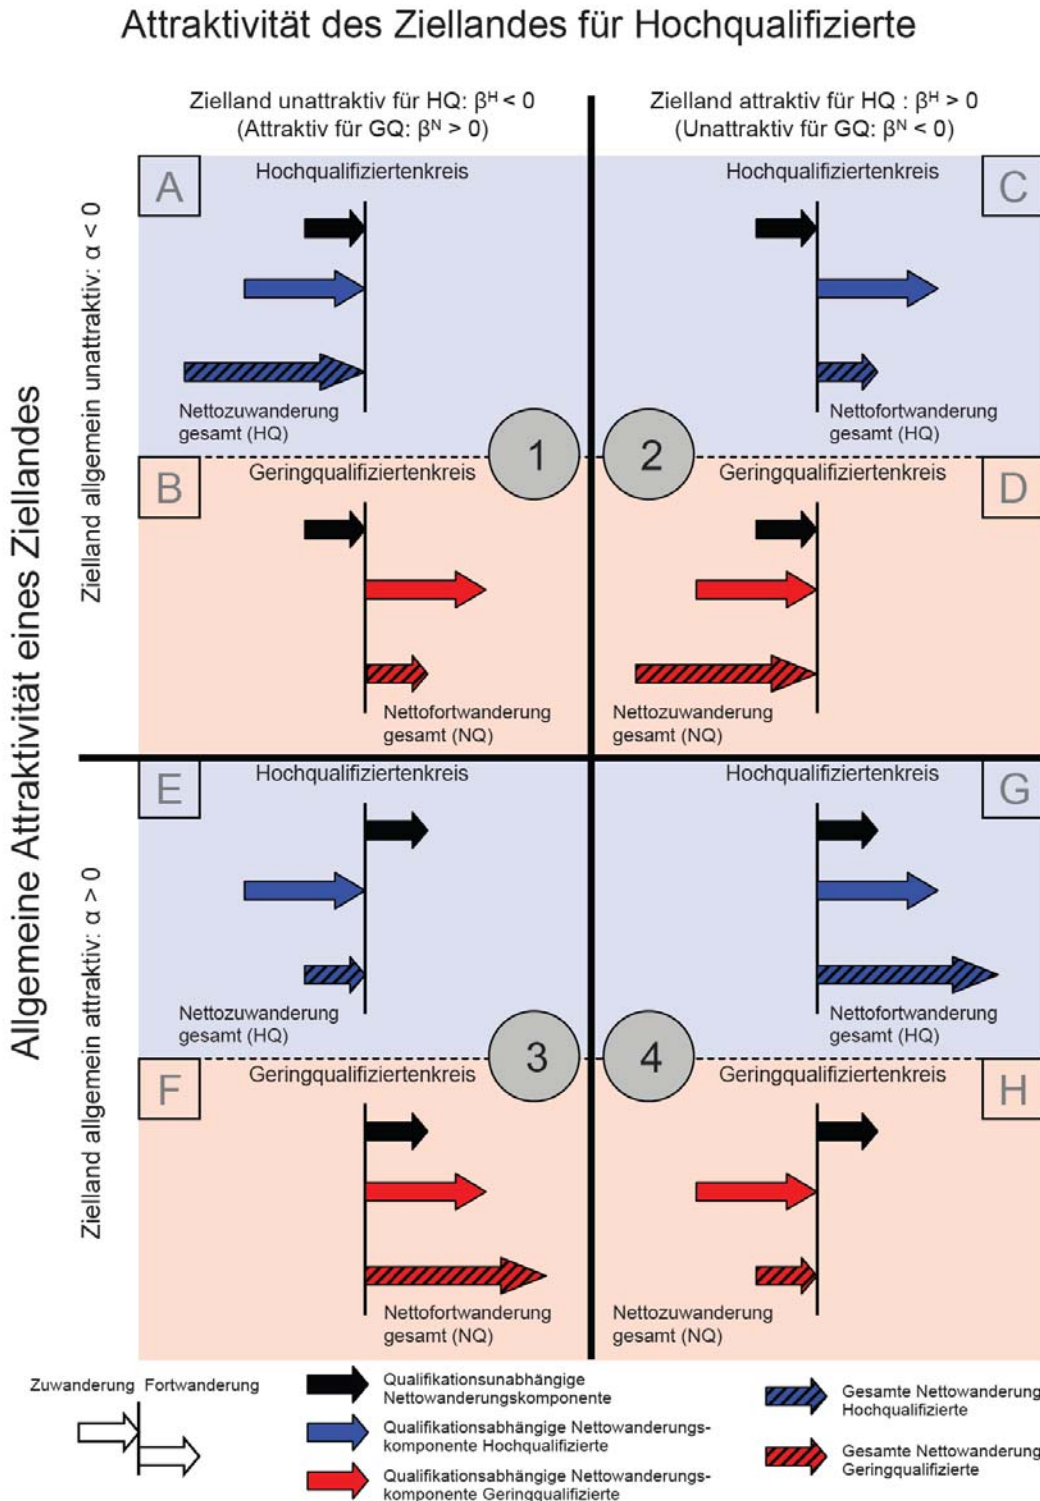 Attraktivität des Ziellandes für Hochqualifizierte
Zielland unattraktiv für HQ: βᴴ < 0
(Attraktiv für GQ: βᴺ > 0)
Zielland attraktiv für HQ : βᴴ > 0
(Unattraktiv für GQ: βᴺ < 0)
Allgemeine Attraktivität eines Ziellandes
Zielland allgemein unattraktiv: α < 0
A
Hochqualifiziertenkreis
Nettozuwanderung
gesamt (HQ)
C
Hochqualifiziertenkreis
Nettofortwanderung
gesamt (HQ)
1
2
B
Geringqualifiziertenkreis
Nettofortwanderung
gesamt (NQ)
D
Geringqualifiziertenkreis
Nettozuwanderung
gesamt (NQ)
Zielland allgemein attraktiv: α > 0
E
Hochqualifiziertenkreis
Nettozuwanderung
gesamt (HQ)
G
Hochqualifiziertenkreis
Nettofortwanderung
gesamt (HQ)
3
4
F
Geringqualifiziertenkreis
Nettofortwanderung
gesamt (NQ)
H
Geringqualifiziertenkreis
Nettozuwanderung
gesamt (NQ)
Zuwanderung Fortwanderung
Qualifikationsunabhängige
Nettowanderungskomponente
Qualifikationsabhängige Nettowanderungs-
komponente Hochqualifizierte
Qualifikationsabhängige Nettowanderungs-
komponente Geringqualifizierte
Gesamte Nettowanderung
Hochqualifizierte
Gesamte Nettowanderung
Geringqualifizierte